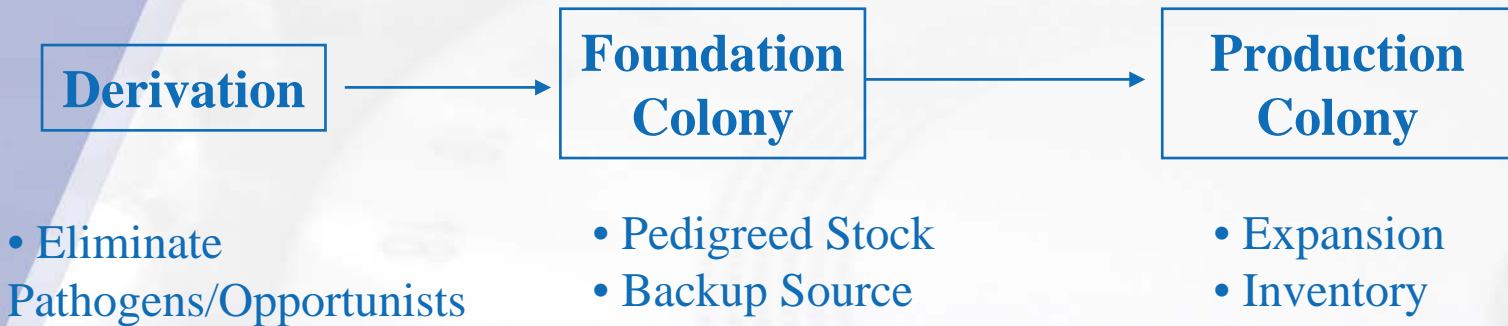 Derivation
Foundation
Colony
Production
Colony
• Eliminate
Pathogens/Opportunists
• Pedigreed Stock
• Backup Source
• Expansion
• Inventory